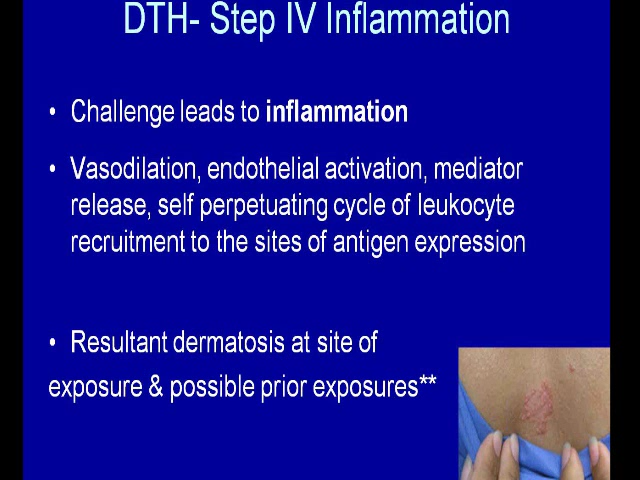 DTH- Step IV Inflammation
• Challenge leads to inflammation
• Vasodilation, endothelial activation, mediator
release, self perpetuating cycle of leukocyte
recruitment to the sites of antigen expression
• Resultant dermatosis at site of
exposure & possible prior exposures**